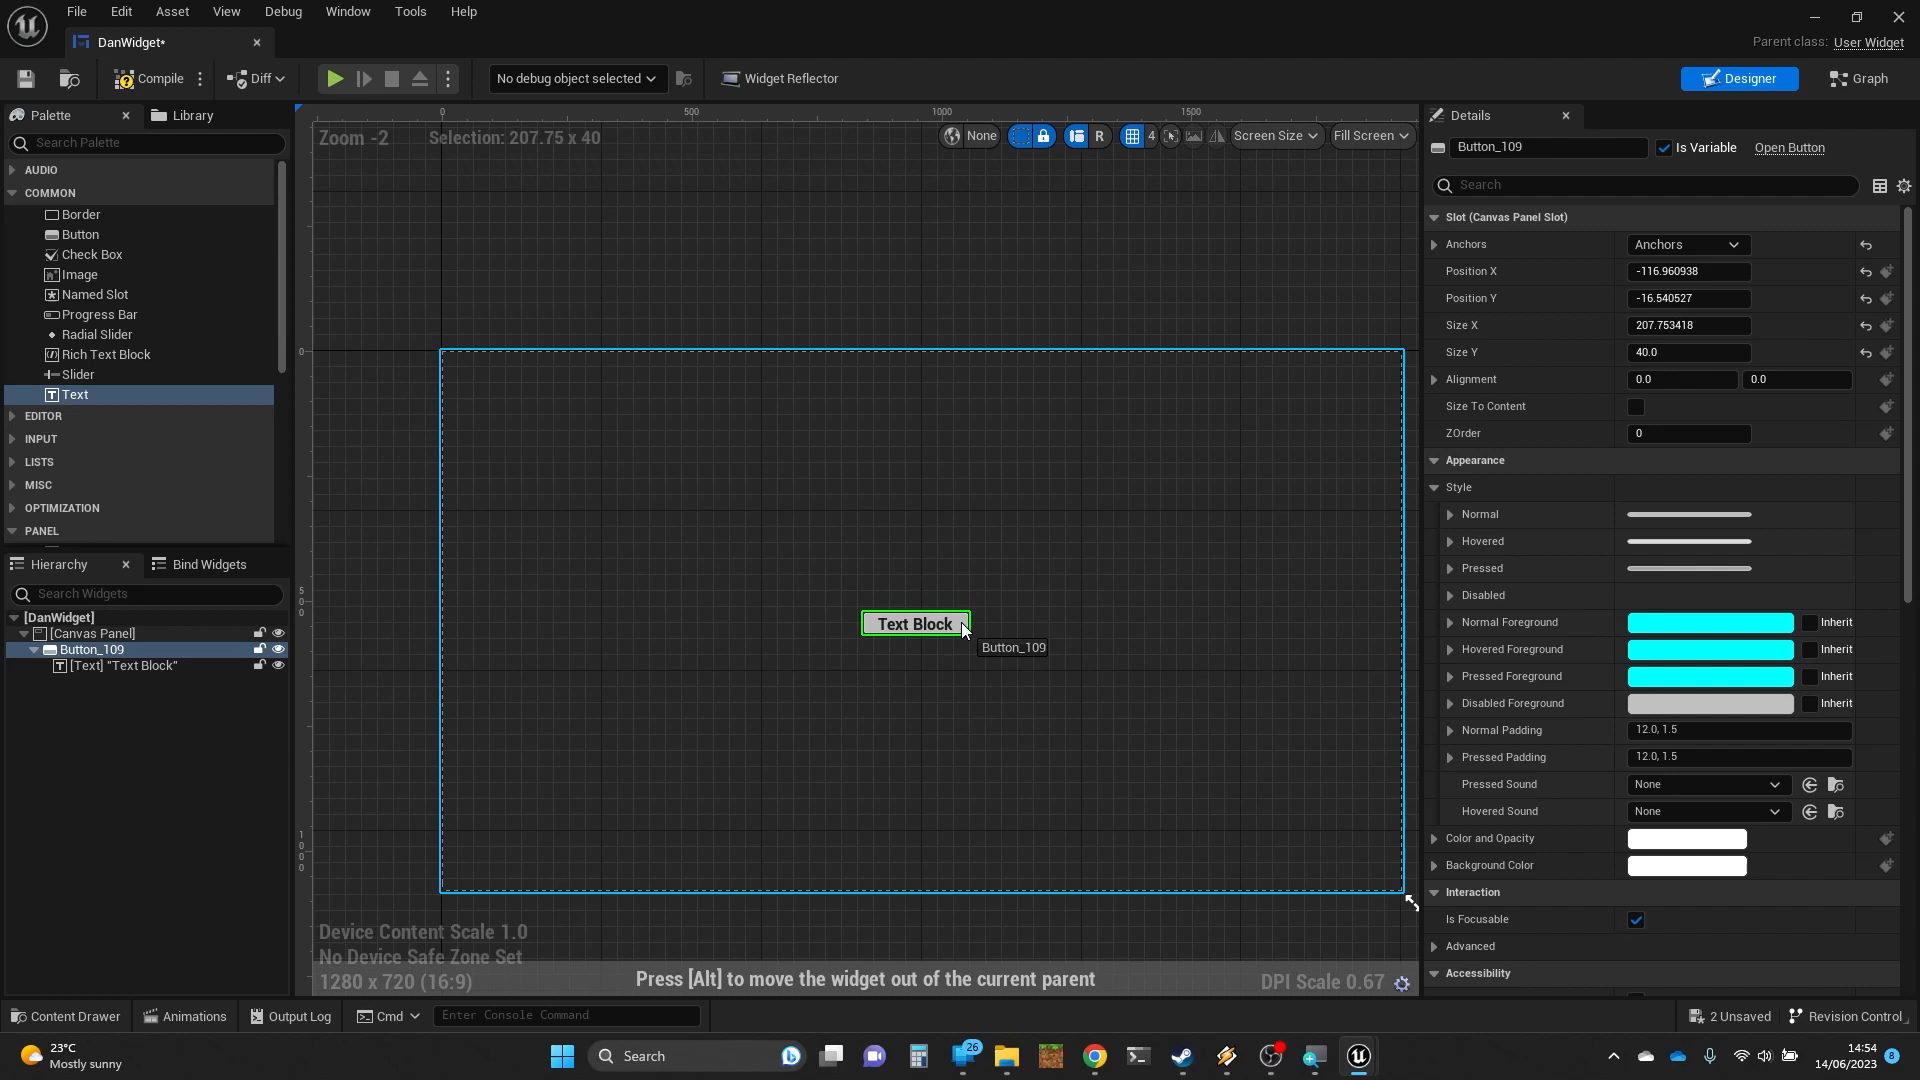 File Edit Asset View Debug Window Tools Help
DanWidget*
Parent class: User Widget
Compile Diff No debug object selected Widget Reflector Designer Graph
Palette Library
Search Palette
AUDIO
COMMON
Border
Button
Check Box
Image
Named Slot
Progress Bar
Radial Slider
Rich Text Block
Slider
Text
EDITOR
INPUT
LISTS
MISC
OPTIMIZATION
PANEL
Hierarchy Bind Widgets
Search Widgets
[DanWidget]
[Canvas Panel]
Button_109
[Text] "Text Block"
0 500 1000 1500
Zoom -2 Selection: 207.75 x 40
None R 4 Screen Size Fill Screen
0
500
1000
Text Block
Button_109
Device Content Scale 1.0
No Device Safe Zone Set
1280 x 720 (16:9)
Press [Alt] to move the widget out of the current parent
DPI Scale 0.67
Details
Button_109 Is Variable Open Button
Search
Slot (Canvas Panel Slot)
Anchors Anchors
Position X -116.960938
Position Y -16.540527
Size X 207.753418
Size Y 40.0
Alignment 0.0 0.0
Size To Content
ZOrder 0
Appearance
Style
Normal
Hovered
Pressed
Disabled
Normal Foreground Inherit
Hovered Foreground Inherit
Pressed Foreground Inherit
Disabled Foreground Inherit
Normal Padding 12.0, 1.5
Pressed Padding 12.0, 1.5
Pressed Sound None
Hovered Sound None
Color and Opacity
Background Color
Interaction
Is Focusable
Advanced
Accessibility
Content Drawer Animations Output Log Cmd Enter Console Command 2 Unsaved Revision Control
23°C
Mostly sunny
Search
26
14:54
14/06/2023
8